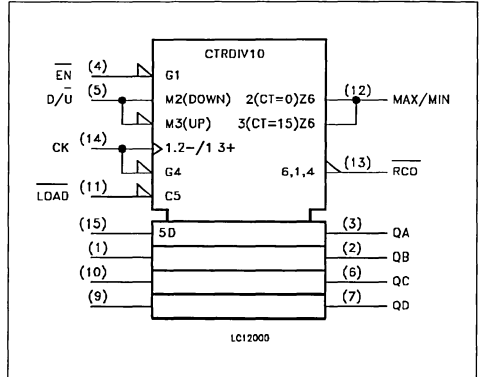 CTRDIV10
EN (4) G1
D/U (5) M2(DOWN) 2(CT=0)Z6 (12) MAX/MIN
M3(UP) 3(CT=15)Z6
CK (14) 1.2-/1 3+
G4 6,1,4 (13) RCO
LOAD (11) C5
(15) 5D (3) QA
(1) (2) QB
(10) (6) QC
(9) (7) QD
LC12000